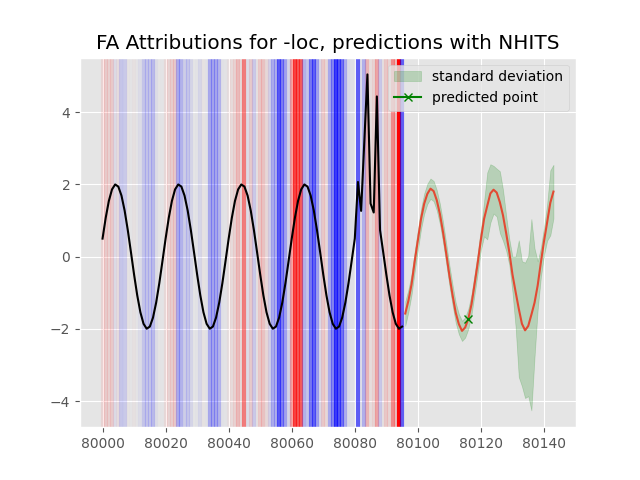 FA Attributions for -loc, predictions with NHITS
standard deviation
predicted point
4
2
0
−2
−4
80000 80020 80040 80060 80080 80100 80120 80140